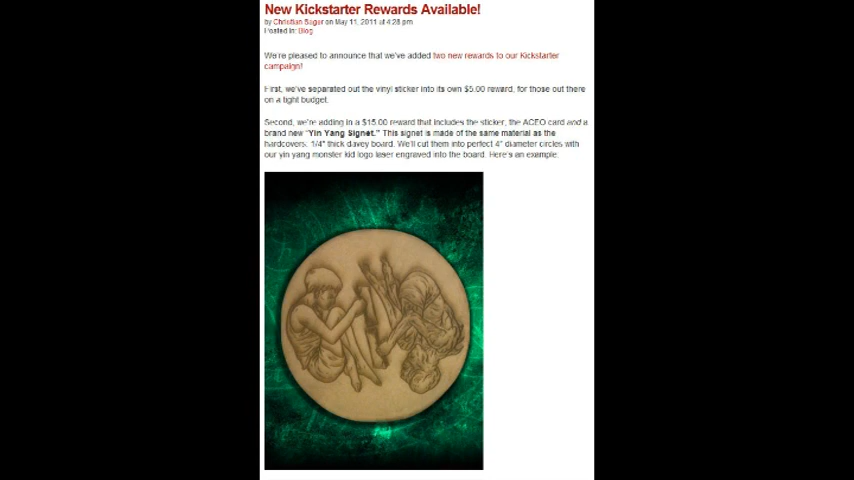 New Kickstarter Rewards Available!
by Christian Sager on May 11, 2011 at 4:28 pm
Posted In: Blog
We're pleased to announce that we've added two new rewards to our Kickstarter
campaign!
First, we've separated out the vinyl sticker into its own $5.00 reward, for those out there
on a tight budget.
Second, we're adding in a $15.00 reward that includes the sticker, the ACEO card and a
brand new "Yin Yang Signet." This signet is made of the same material as the
hardcovers: 1/4" thick davey board. We'll cut them into perfect 4" diameter circles with
our yin yang monster kid logo laser engraved into the board. Here's an example.